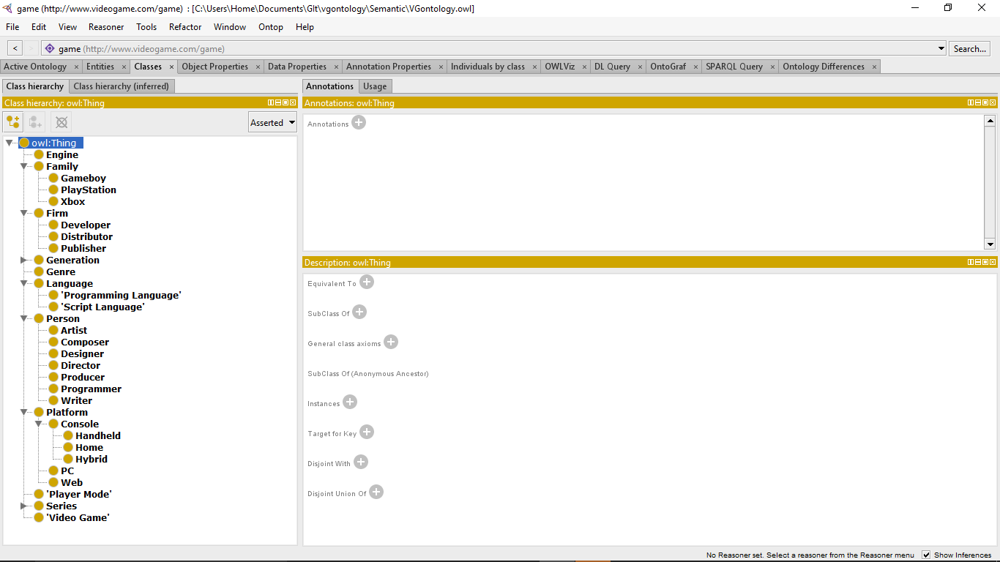 game (http://www.videogame.com/game) : [C:\Users\Home\Documents\GIt\vgontology\Semantic\VGontology.owl]
File Edit View Reasoner Tools Refactor Window Ontop Help
< > game (http://www.videogame.com/game) Search...
Active Ontology × Entities × Classes × Object Properties × Data Properties × Annotation Properties × Individuals by class × OWLViz × DL Query × OntoGraf × SPARQL Query × Ontology Differences ×
Class hierarchy Class hierarchy (inferred)
Class hierarchy: owl:Thing
Asserted
owl:Thing
Engine
Family
Gameboy
PlayStation
Xbox
Firm
Developer
Distributor
Publisher
Generation
Genre
Language
'Programming Language'
'Script Language'
Person
Artist
Composer
Designer
Director
Producer
Programmer
Writer
Platform
Console
Handheld
Home
Hybrid
PC
Web
'Player Mode'
Series
'Video Game'
Annotations Usage
Annotations: owl:Thing
Annotations
Description: owl:Thing
Equivalent To
SubClass Of
General class axioms
SubClass Of (Anonymous Ancestor)
Instances
Target for Key
Disjoint With
Disjoint Union Of
No Reasoner set. Select a reasoner from the Reasoner menu Show Inferences